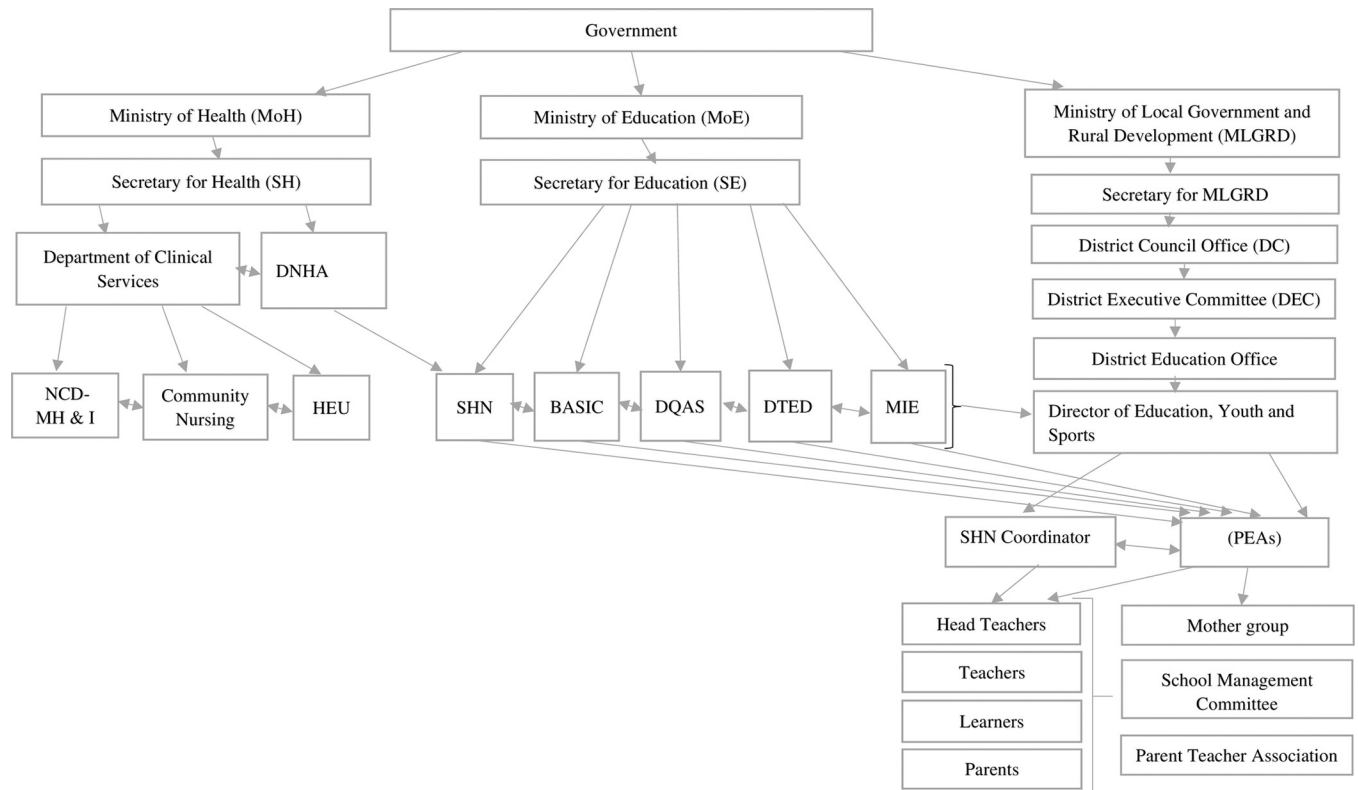 Government
Ministry of Health (MoH)
Ministry of Education (MoE)
Ministry of Local Government and
Rural Development (MLGRD)
Secretary for Health (SH)
Secretary for Education (SE)
Secretary for MLGRD
Department of Clinical
Services
DNHA
District Council Office (DC)
District Executive Committee (DEC)
District Education Office
NCD-
MH & I
Community
Nursing
HEU
SHN
BASIC
DQAS
DTED
MIE
Director of Education, Youth and
Sports
SHN Coordinator
(PEAs)
Head Teachers
Mother group
Teachers
School Management
Committee
Learners
Parents
Parent Teacher Association